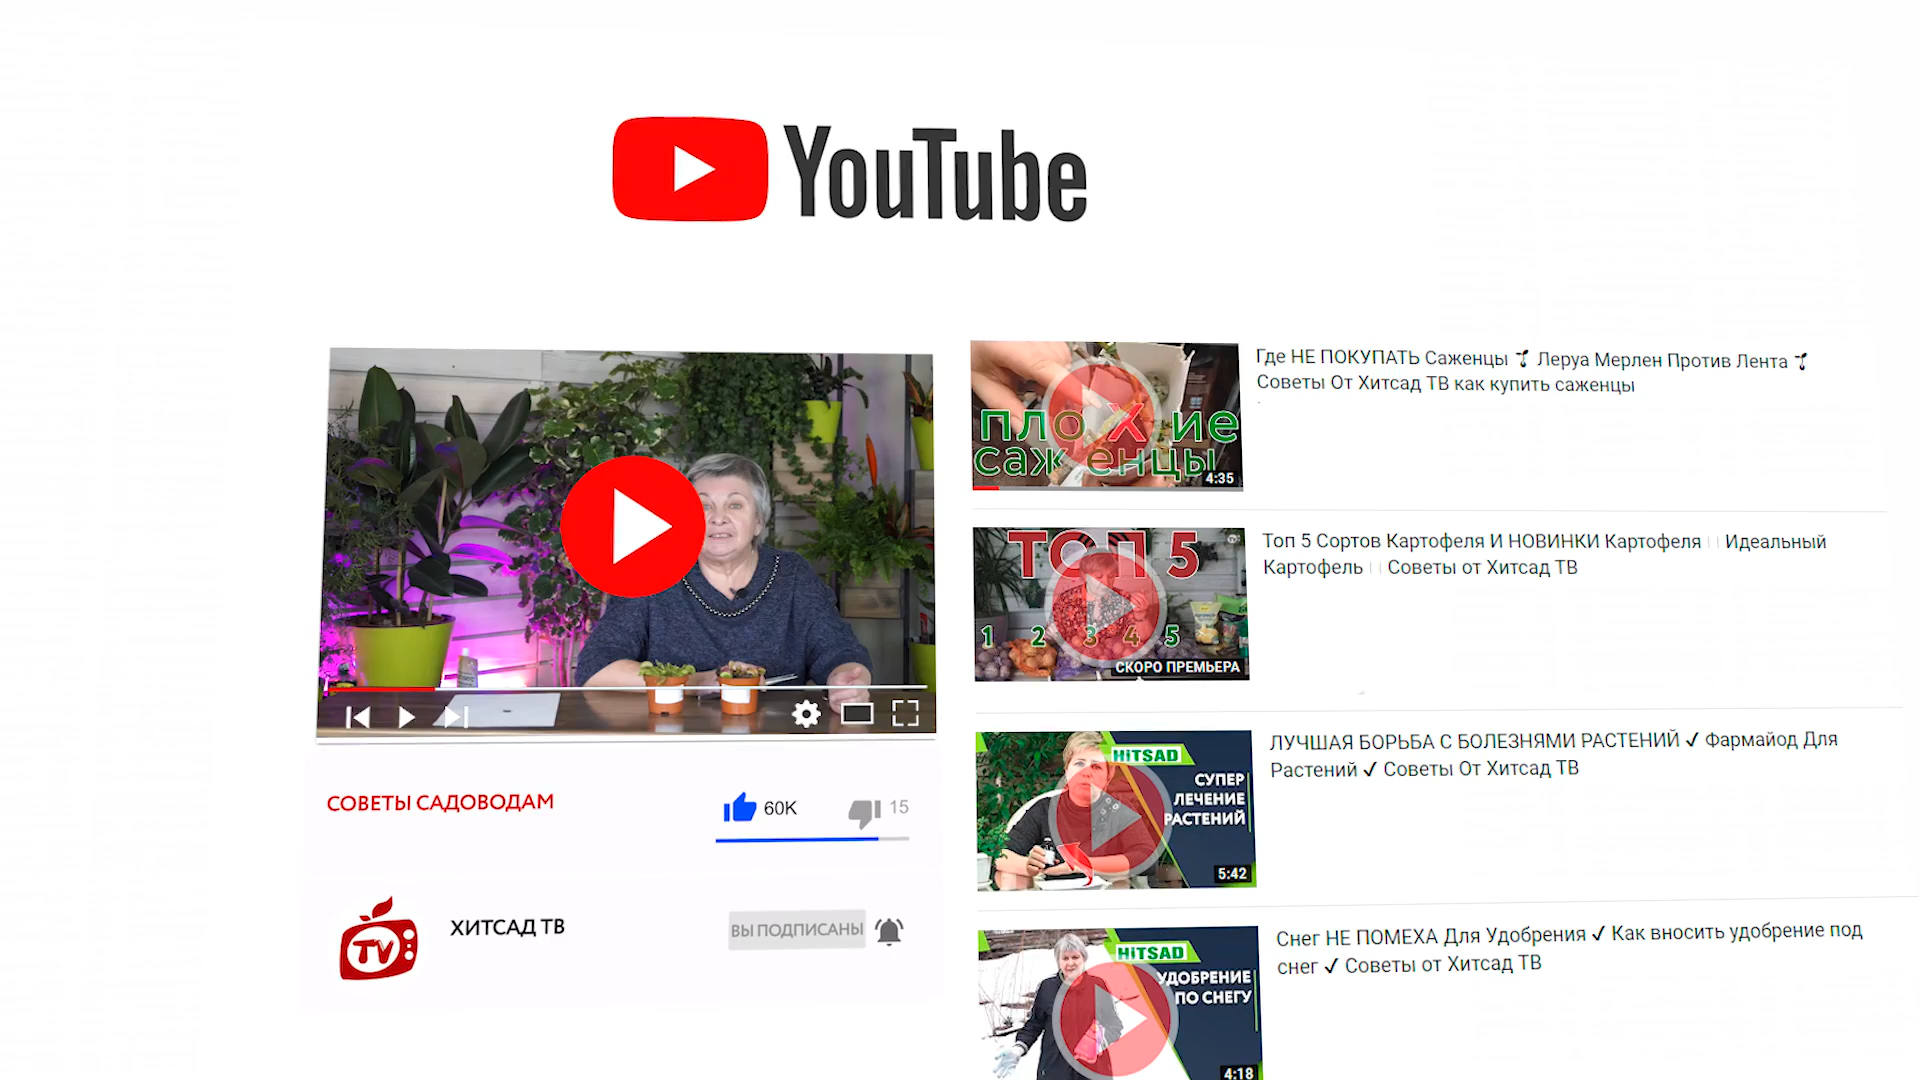 YouTube
СОВЕТЫ САДОВОДАМ
60K
15
TV
ХИТСАД ТВ
ВЫ ПОДПИСАНЫ
ПЛОХИЕ
саженцы
4:35
Где НЕ ПОКУПАТЬ Саженцы Леруа Мерлен Против Лента
Советы От Хитсад ТВ как купить саженцы
ТОП 5
1 2 3 4 5
СКОРО ПРЕМЬЕРА
Топ 5 Сортов Картофеля И НОВИНКИ Картофеля Идеальный
Картофель Советы от Хитсад ТВ
HITSAD
СУПЕР
ЛЕЧЕНИЕ
РАСТЕНИЙ
5:42
ЛУЧШАЯ БОРЬБА С БОЛЕЗНЯМИ РАСТЕНИЙ ✓ Фармайод Для
Растений ✓ Советы От Хитсад ТВ
HITSAD
УДОБРЕНИЕ
ПО СНЕГУ
4:18
Снег НЕ ПОМЕХА Для Удобрения ✓ Как вносить удобрение под
снег ✓ Советы от Хитсад ТВ